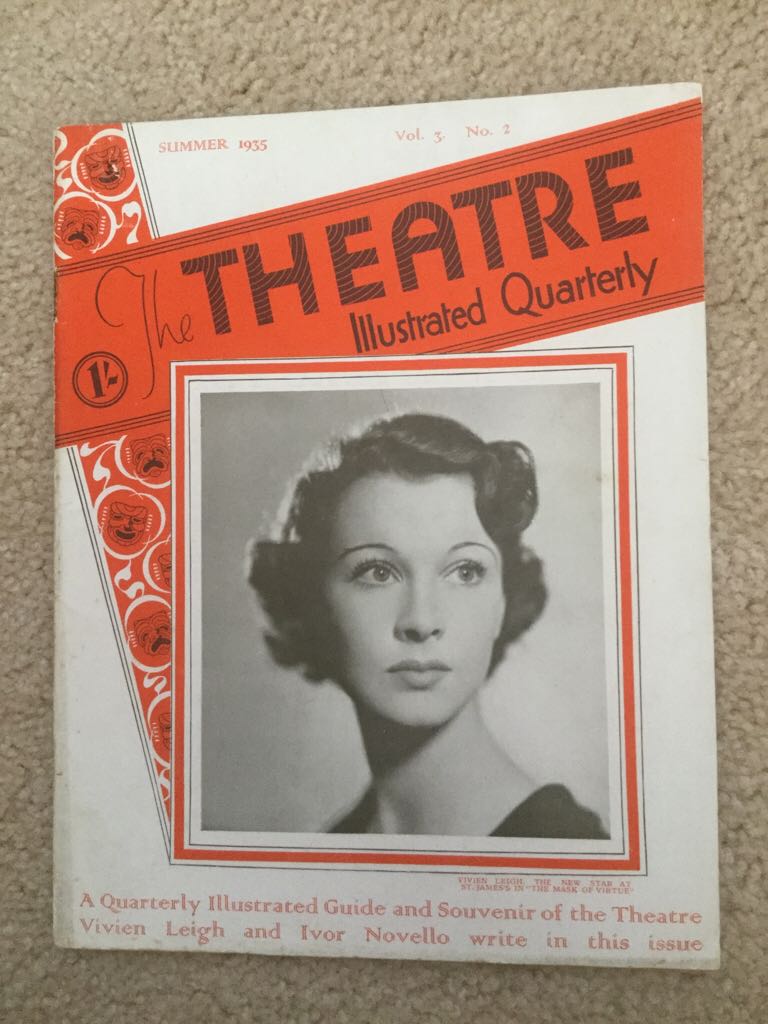 SUMMER 1935
Vol. 3. No. 2
The THEATRE
Illustrated Quarterly
1/-
VIVIEN LEIGH, THE NEW STAR AT
ST. JAMES'S IN "THE MASK OF VIRTUE"
A Quarterly Illustrated Guide and Souvenir of the Theatre
Vivien Leigh and Ivor Novello write in this issue